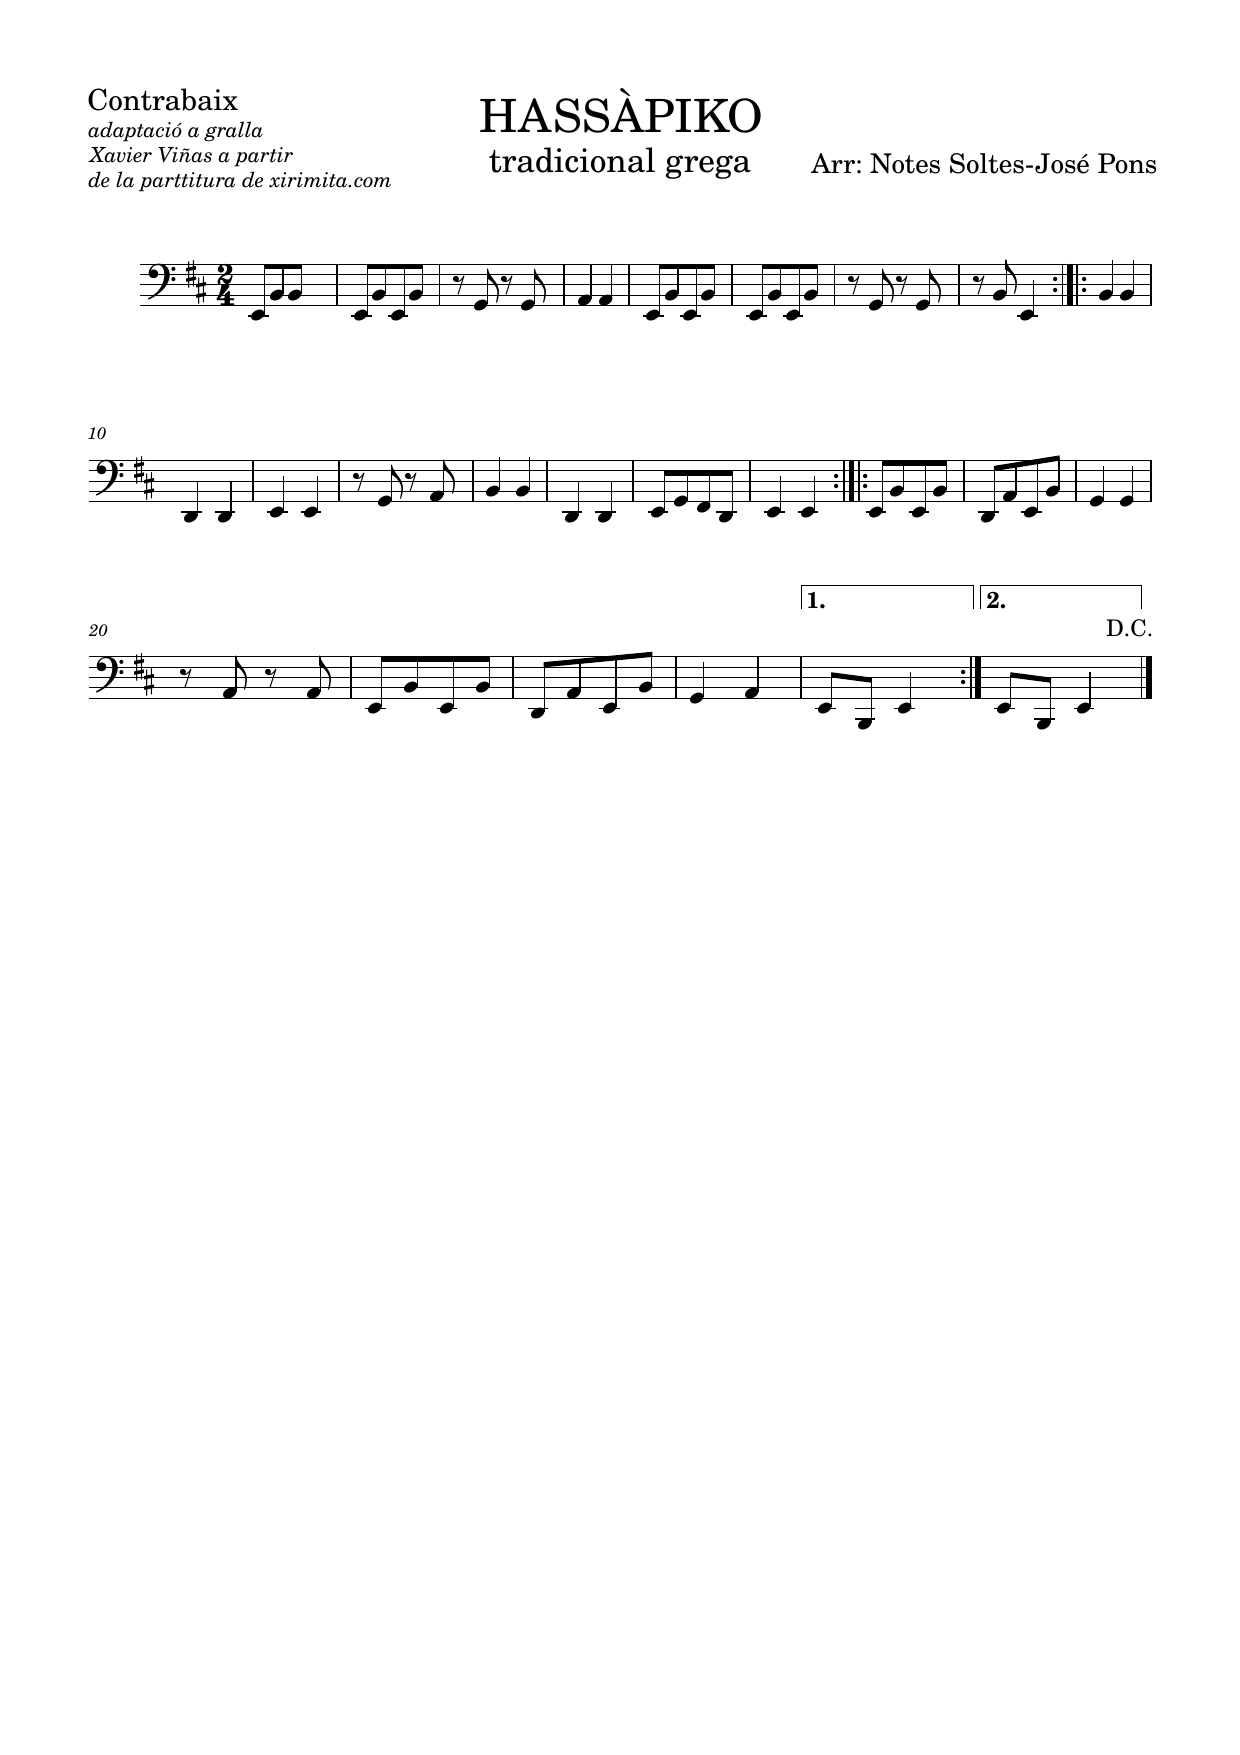 Contrabaix
adaptació a gralla
Xavier Viñas a partir
de la parttitura de xirimita.com
HASSÀPIKO
tradicional grega
Arr: Notes Soltes-José Pons
2
4
10
1.
2.
20
D.C.